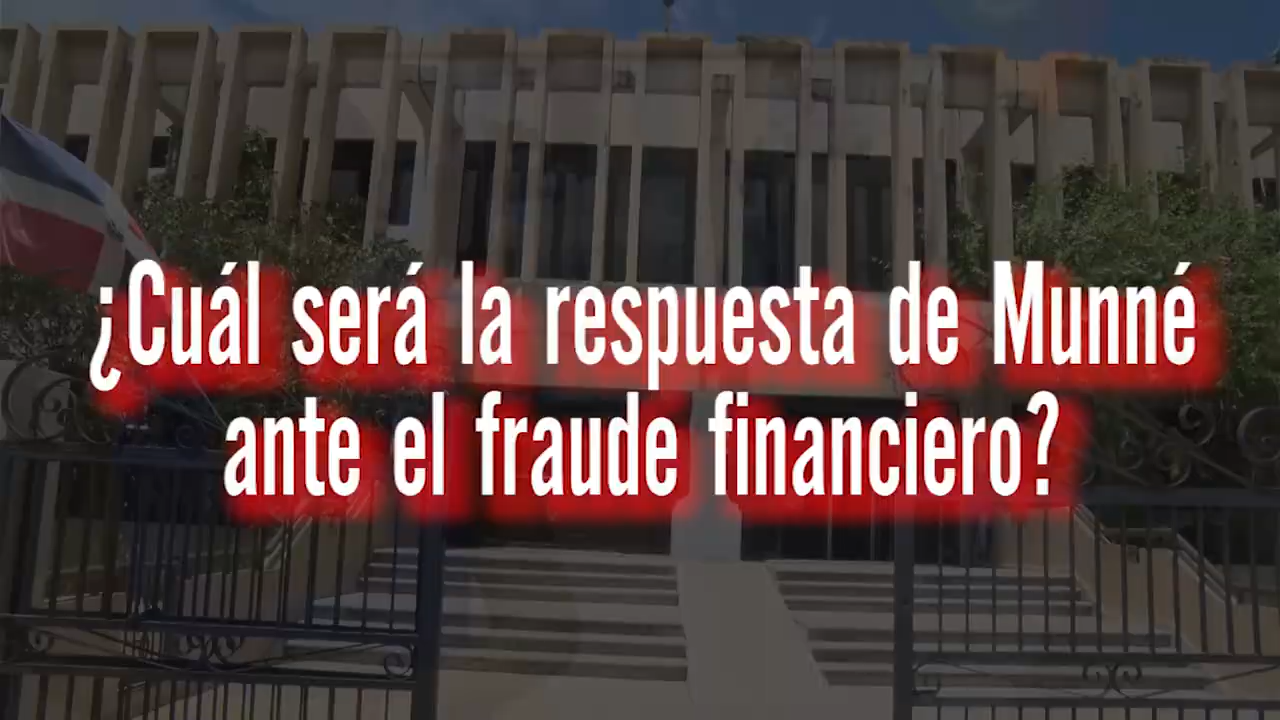 ¿Cuál será la respuesta de Munné
ante el fraude financiero?